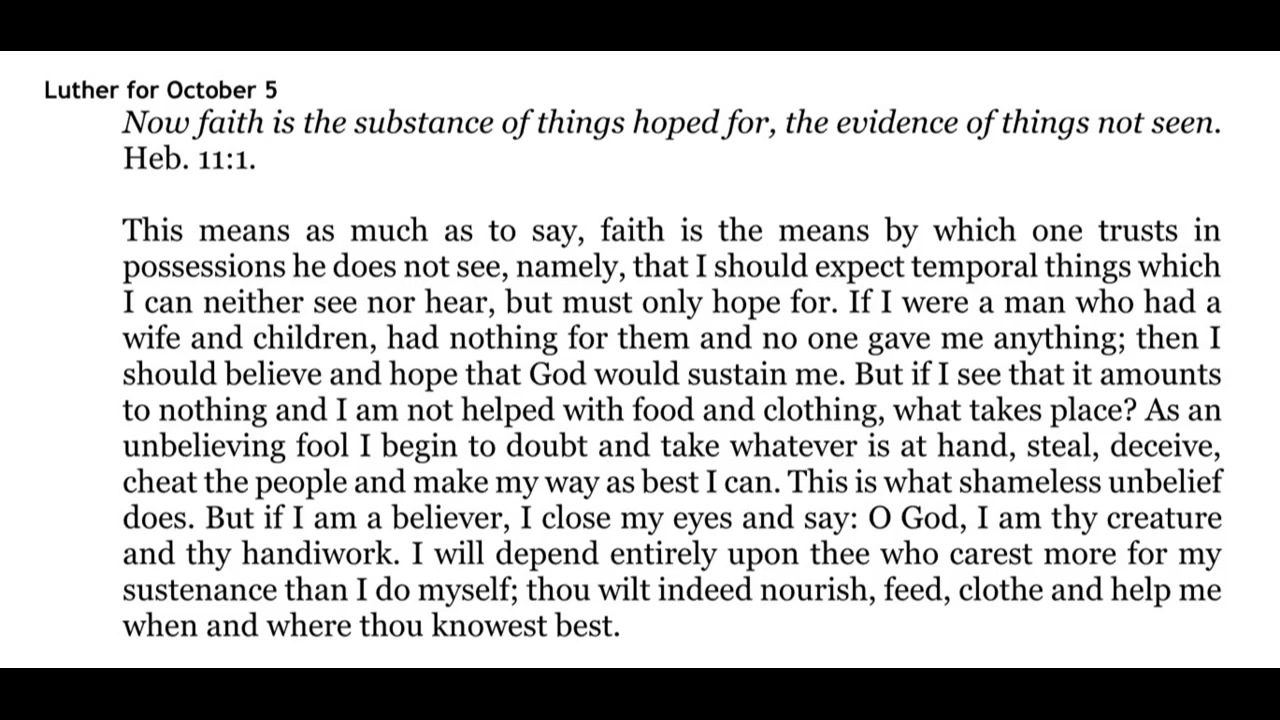 Luther for October 5
Now faith is the substance of things hoped for, the evidence of things not seen.
Heb. 11:1.
This means as much as to say, faith is the means by which one trusts in
possessions he does not see, namely, that I should expect temporal things which
I can neither see nor hear, but must only hope for. If I were a man who had a
wife and children, had nothing for them and no one gave me anything; then I
should believe and hope that God would sustain me. But if I see that it amounts
to nothing and I am not helped with food and clothing, what takes place? As an
unbelieving fool I begin to doubt and take whatever is at hand, steal, deceive,
cheat the people and make my way as best I can. This is what shameless unbelief
does. But if I am a believer, I close my eyes and say: O God, I am thy creature
and thy handiwork. I will depend entirely upon thee who carest more for my
sustenance than I do myself; thou wilt indeed nourish, feed, clothe and help me
when and where thou knowest best.